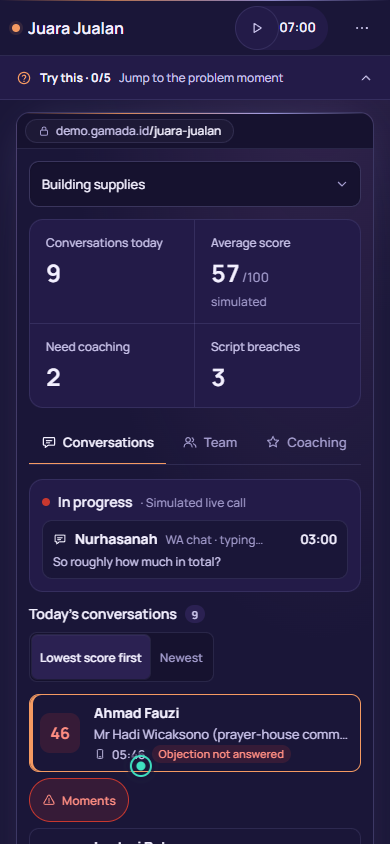 Juara Jualan
07:00
Try this · 0/5 Jump to the problem moment
demo.gamada.id/juara-jualan
Building supplies
Conversations today
9
Average score
57 /100
simulated
Need coaching
2
Script breaches
3
Conversations
Team
Coaching
In progress · Simulated live call
Nurhasanah WA chat · typing... 03:00
So roughly how much in total?
Today's conversations 9
Lowest score first
Newest
46
Ahmad Fauzi
Mr Hadi Wicaksono (prayer-house comm...
05:46 Objection not answered
Moments